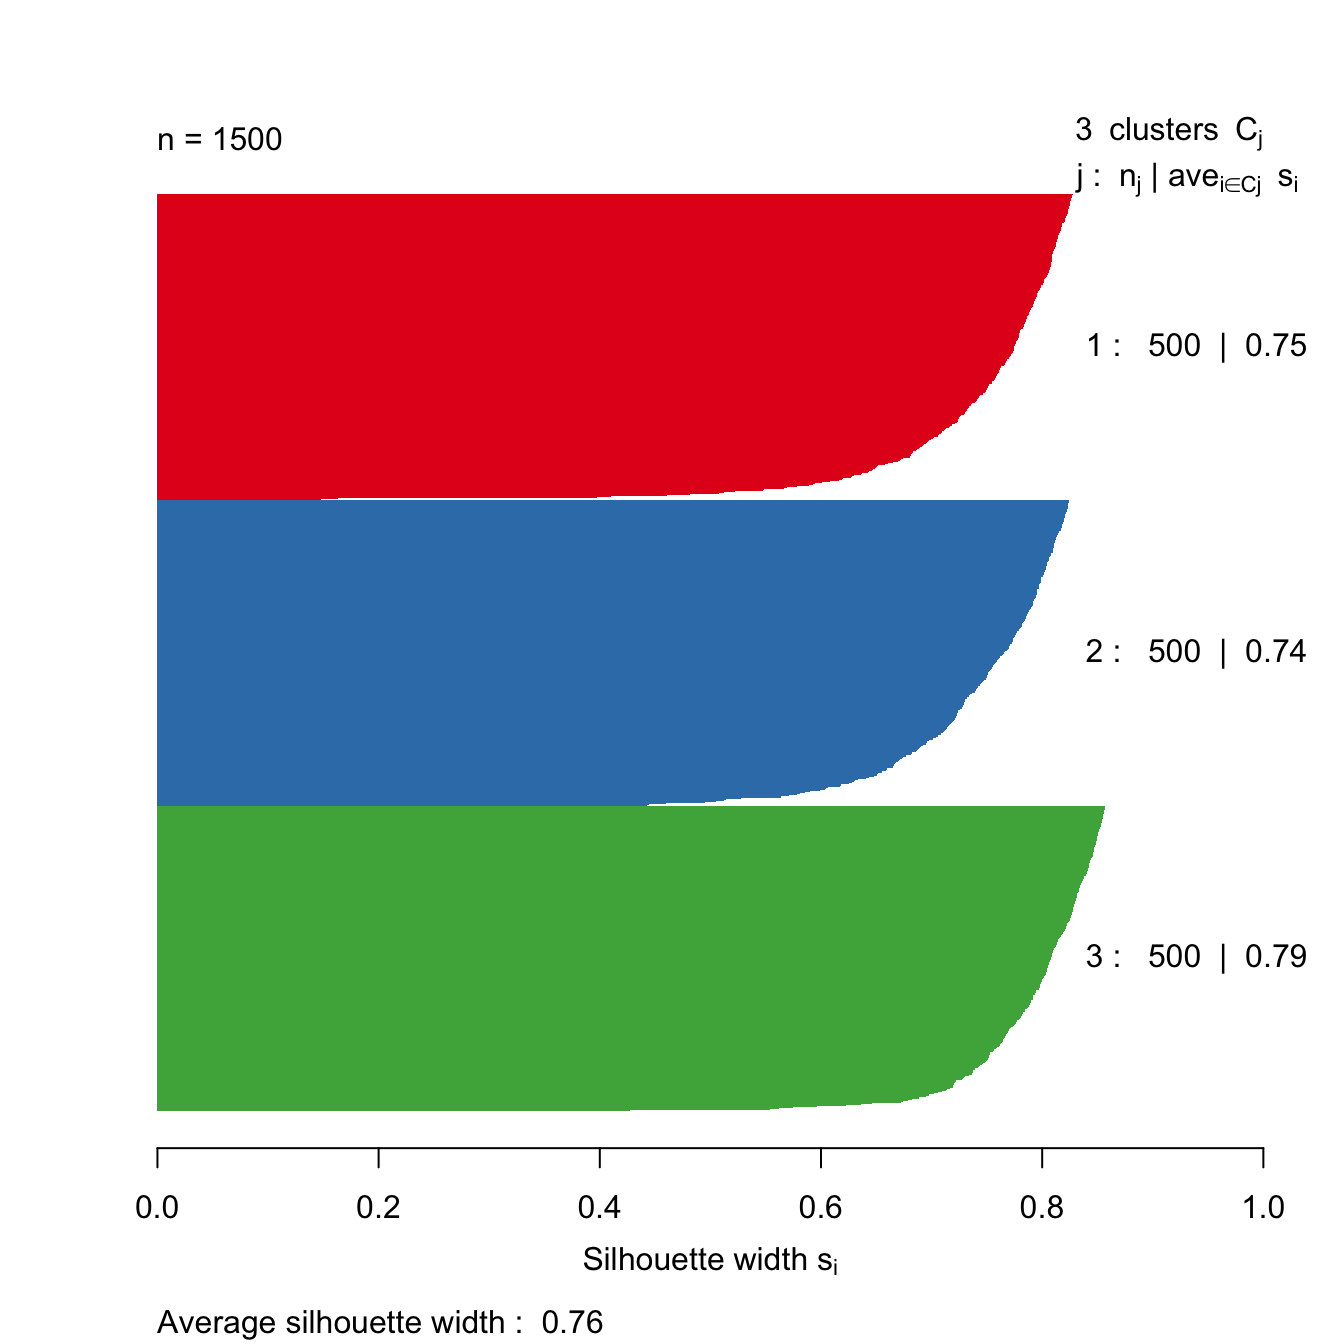 n = 1500
3 clusters Cj
j : nj | avei∈Cj si
1 : 500 | 0.75
2 : 500 | 0.74
3 : 500 | 0.79
0.0 0.2 0.4 0.6 0.8 1.0
Silhouette width si
Average silhouette width : 0.76